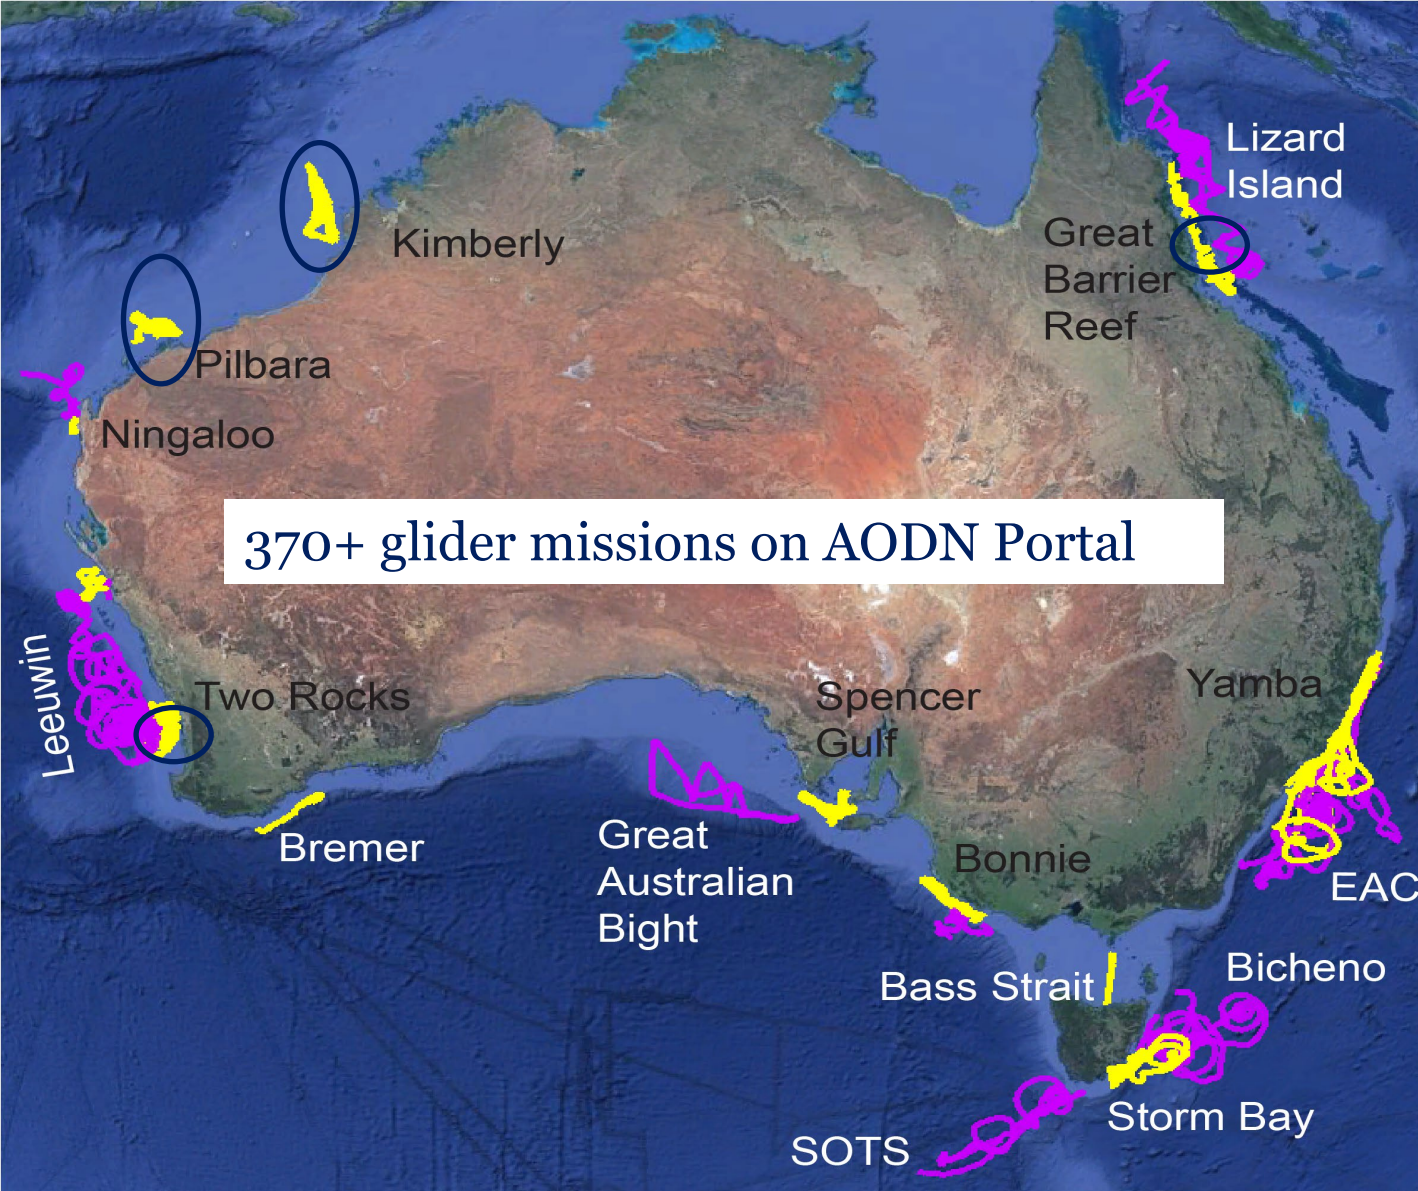 Lizard
Island
Great
Barrier
Reef
Kimberly
Pilbara
Ningaloo
370+ glider missions on AODN Portal
Leeuwin
Two Rocks
Spencer
Gulf
Yamba
Bremer
Great
Australian
Bight
Bonnie
EAC
Bass Strait
Bicheno
Storm Bay
SOTS